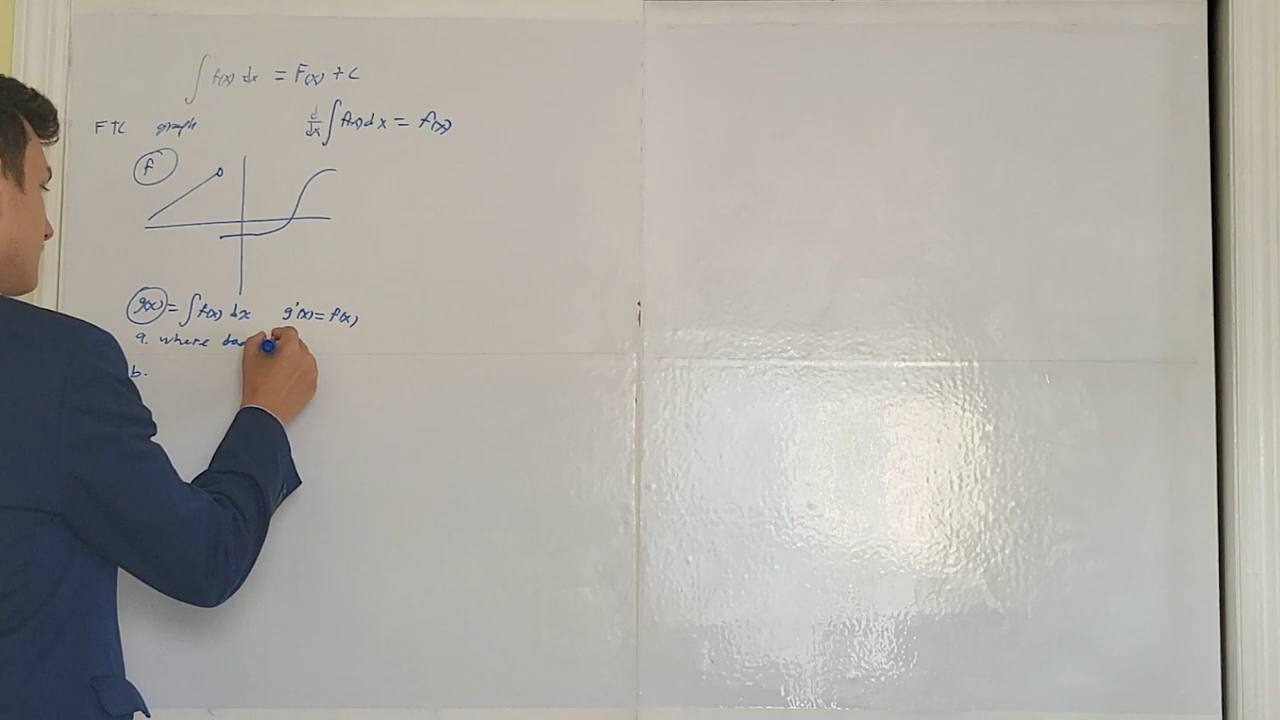 ∫ f(x) dx = F(x) + C
FTC graph d/dx ∫ f(x) dx = f(x)
f
g(x) = ∫ f(x) dx g'(x) = f(x)
a. where
b.